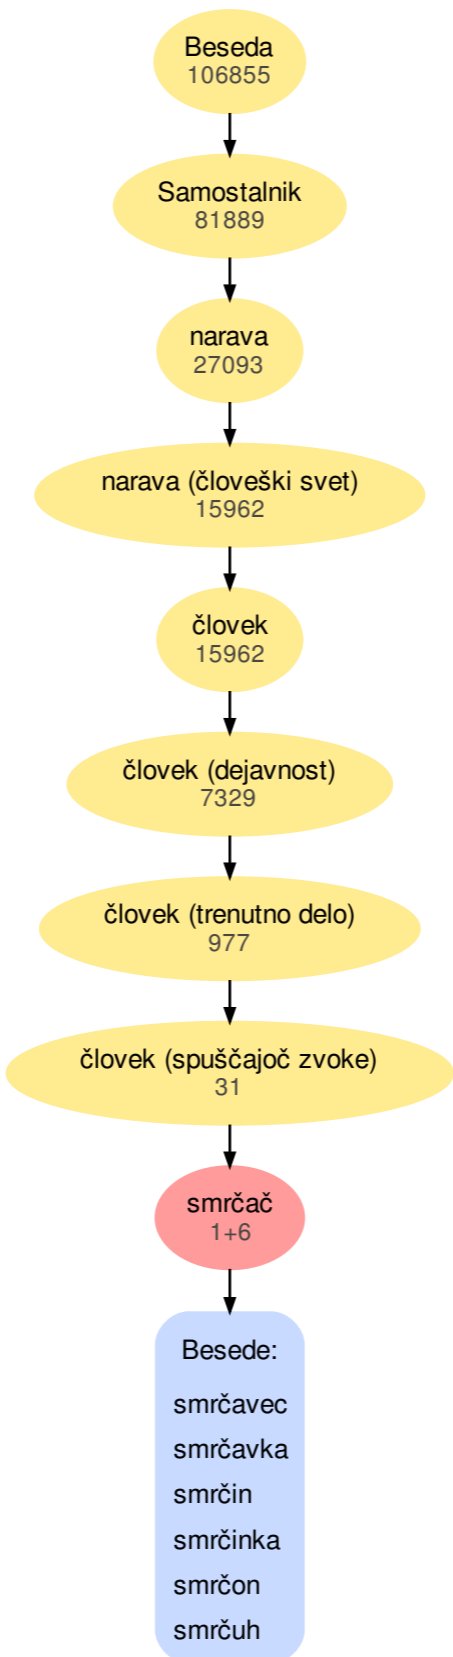 Beseda
106855
Samostalnik
81889
narava
27093
narava (človeški svet)
15962
človek
15962
človek (dejavnost)
7329
človek (trenutno delo)
977
človek (spuščajoč zvoke)
31
smrčač
1+6
Besede:
smrčavec
smrčavka
smrčin
smrčinka
smrčon
smrčuh